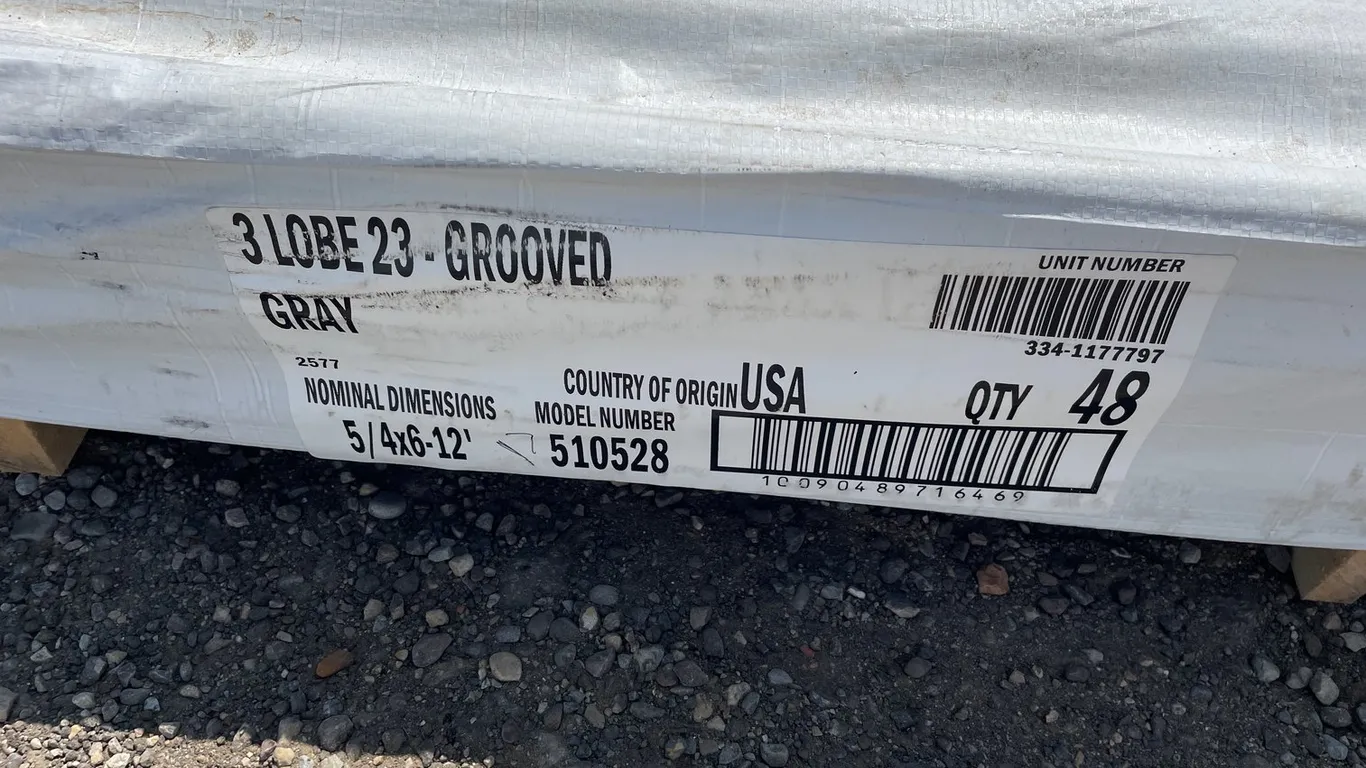 3 LOBE 23 - GROOVED
GRAY
UNIT NUMBER
334-1177797
2577
NOMINAL DIMENSIONS
5/4x6-12'
COUNTRY OF ORIGIN USA
MODEL NUMBER
510528
QTY 48
10090489716469